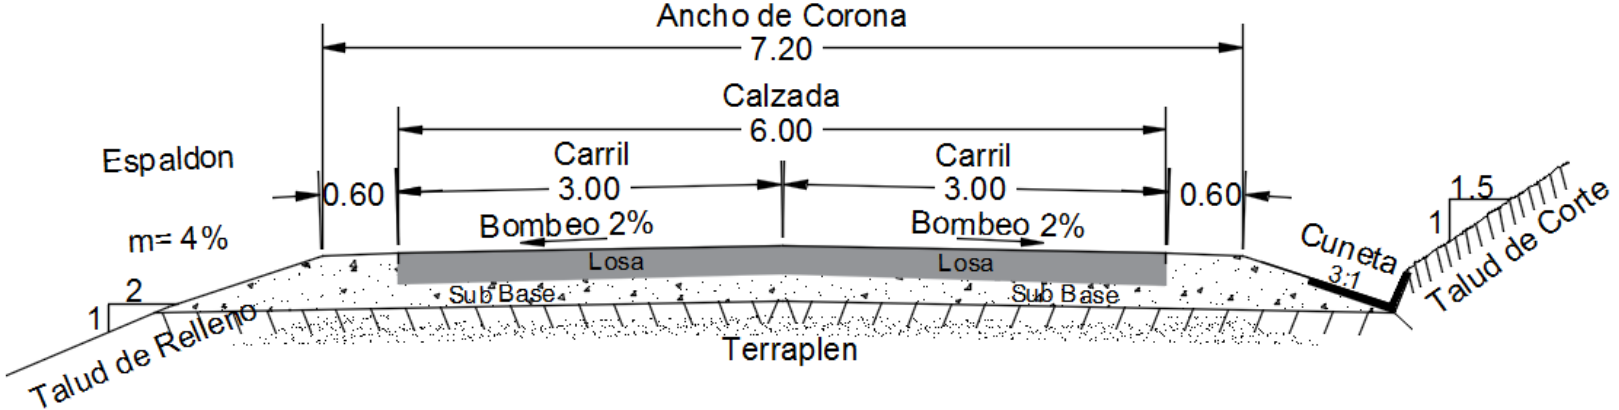 Ancho de Corona
7.20
Calzada
6.00
Espaldon
Carril
Carril
0.60
3.00
3.00
0.60
1.5
1
Bombeo 2%
Bombeo 2%
m= 4%
Cuneta
3:1
Talud de Corte
Losa
Losa
2
1
Sub Base
Sub Base
Talud de Relleno
Terraplen